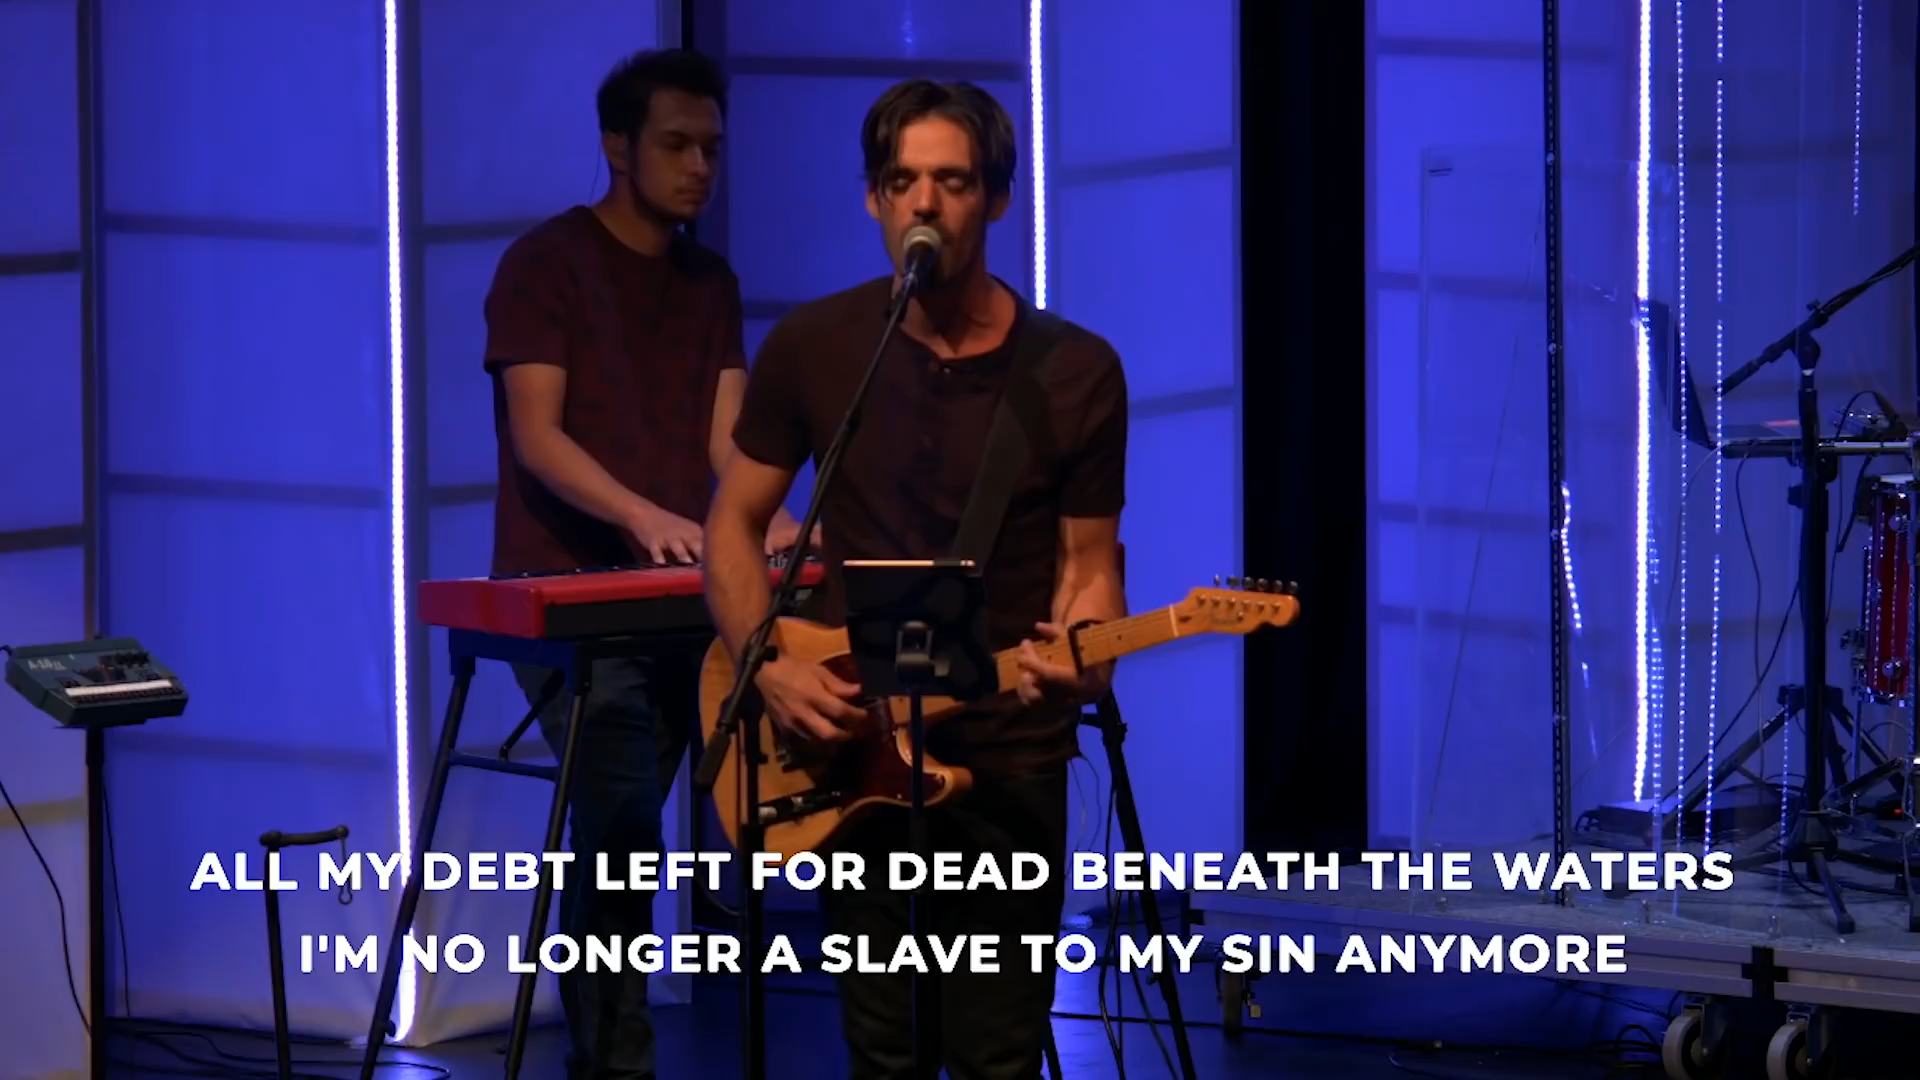 ALL MY DEBT LEFT FOR DEAD BENEATH THE WATERS
I'M NO LONGER A SLAVE TO MY SIN ANYMORE